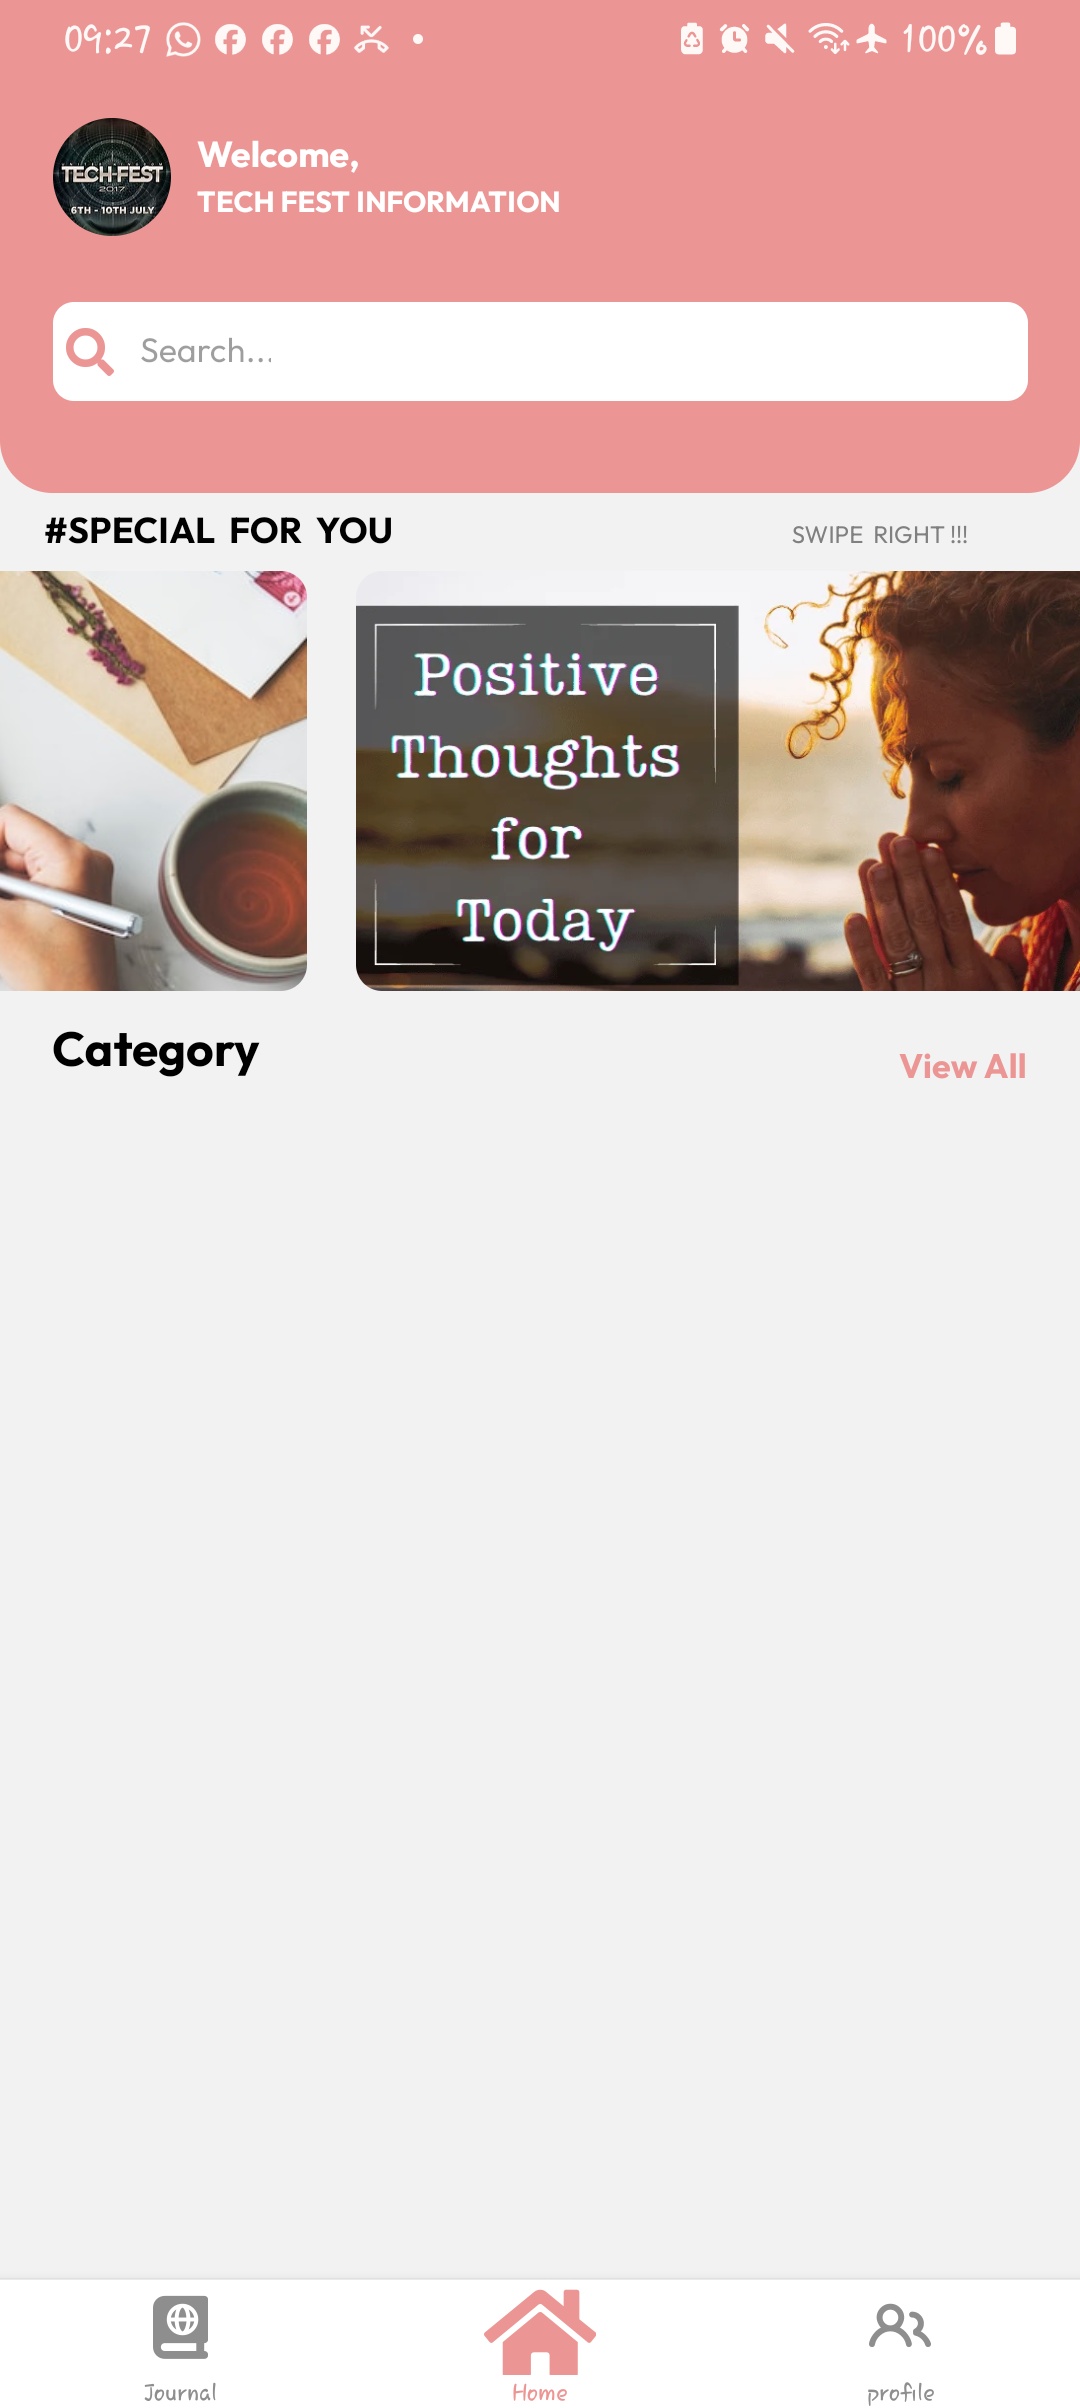 09:27
100%
TECH-FEST
2017
6TH - 10TH JULY
Welcome,
TECH FEST INFORMATION
Search...
#SPECIAL FOR YOU
SWIPE RIGHT !!!
Positive
Thoughts
for
Today
Category
View All
Journal
Home
profile